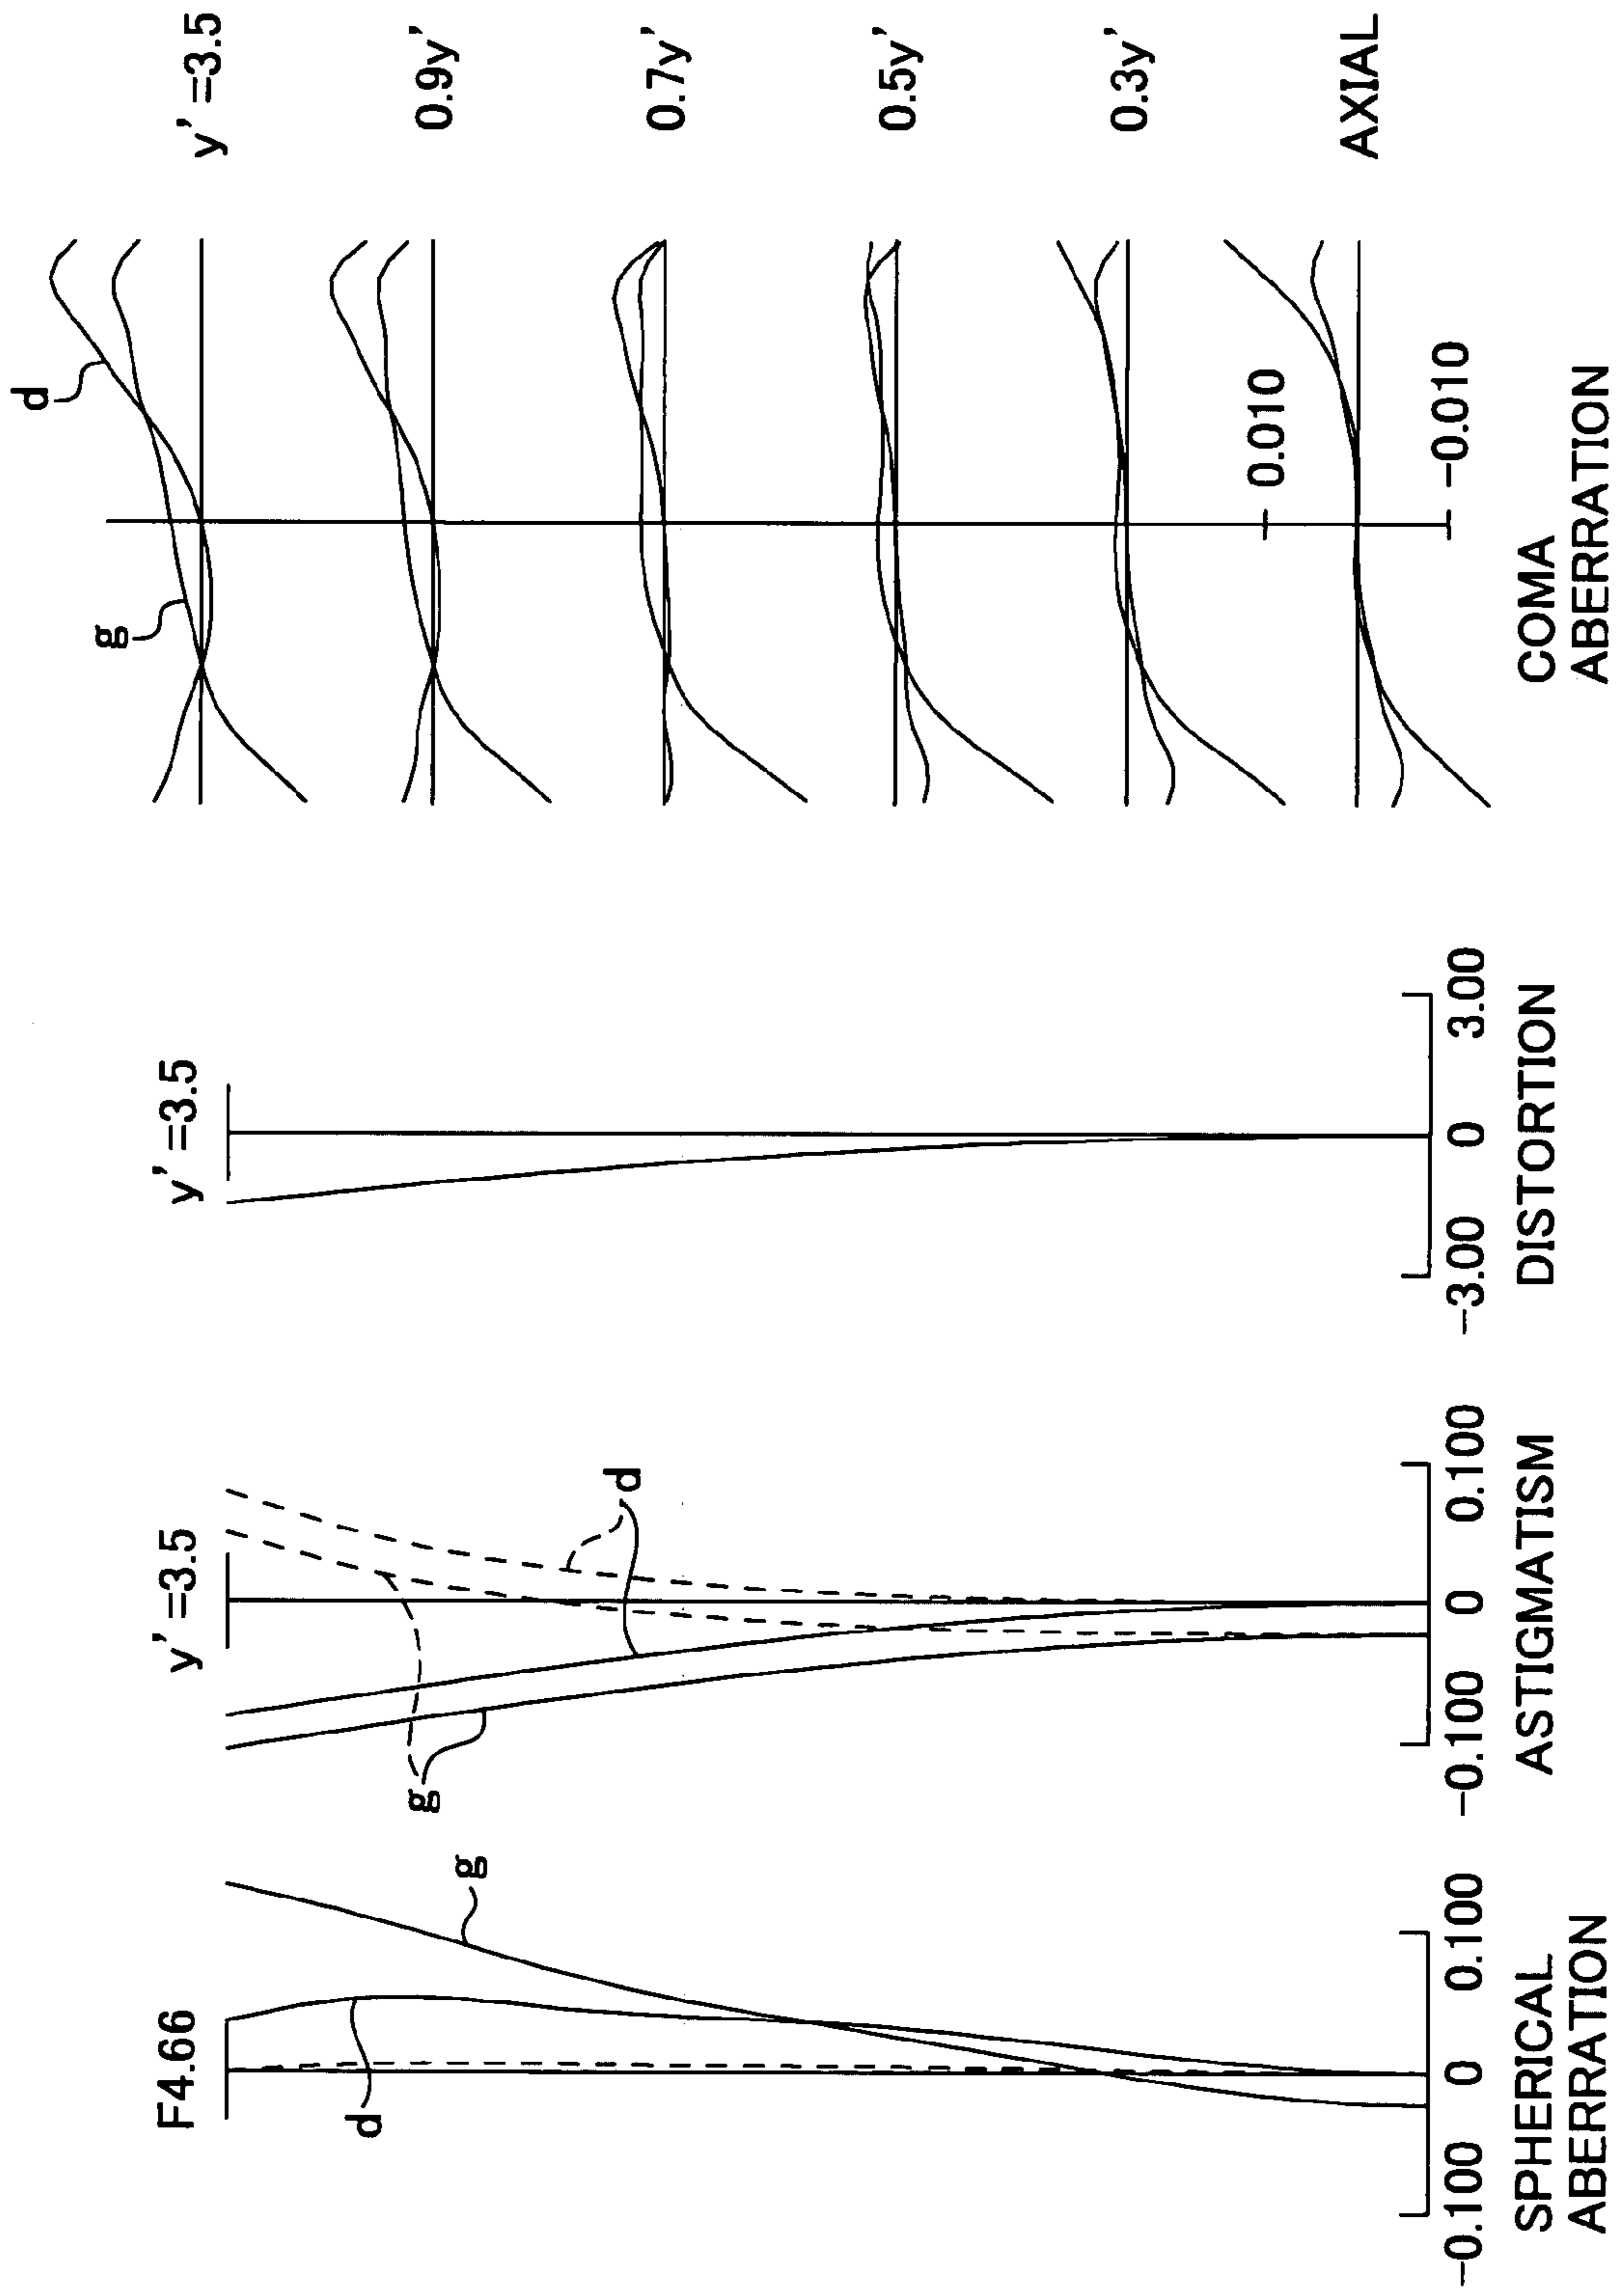 F4.66
g
d
-0.100 0 0.100
SPHERICAL
ABERRATION
y'=3.5
g
d
-0.100 0 0.100
ASTIGMATISM
y'=3.5
-3.00 0 3.00
DISTORTION
d
g
y'=3.5
0.9y'
0.7y'
0.5y'
0.3y'
0.010
AXIAL
-0.010
COMA
ABERRATION